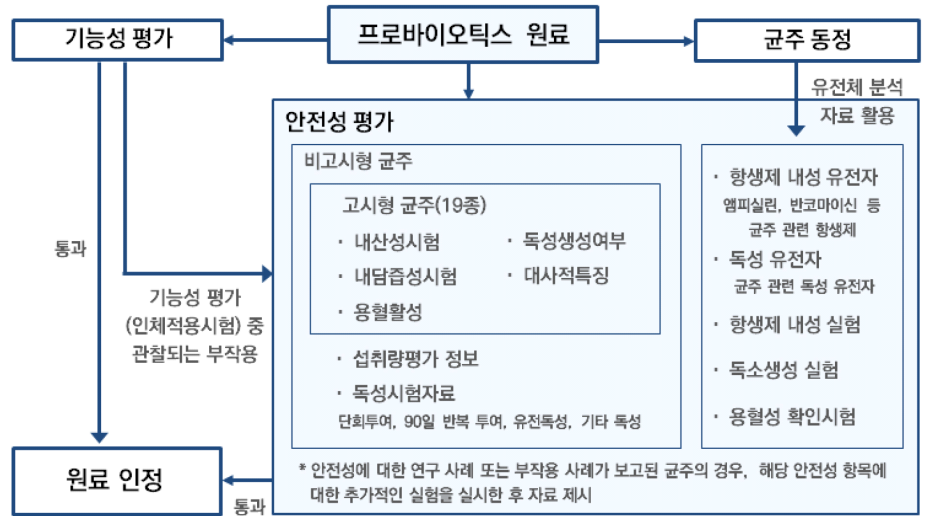 프로바이오틱스 원료
기능성 평가
균주 동정
유전체 분석
자료 활용
안전성 평가
비고시형 균주
고시형 균주(19종)
· 내산성시험
· 독성생성여부
· 내담즙성시험
· 대사적특징
· 용혈활성
· 섭취량평가 정보
· 독성시험자료
단회투여, 90일 반복 투여, 유전독성, 기타 독성
· 항생제 내성 유전자
앰피실린, 반코마이신 등
균주 관련 항생제
· 독성 유전자
균주 관련 독성 유전자
· 항생제 내성 실험
· 독소생성 실험
· 용혈성 확인시험
* 안전성에 대한 연구 사례 또는 부작용 사례가 보고된 균주의 경우, 해당 안전성 항목에
대한 추가적인 실험을 실시한 후 자료 제시
통과
기능성 평가
(인체적용시험) 중
관찰되는 부작용
원료 인정
통과